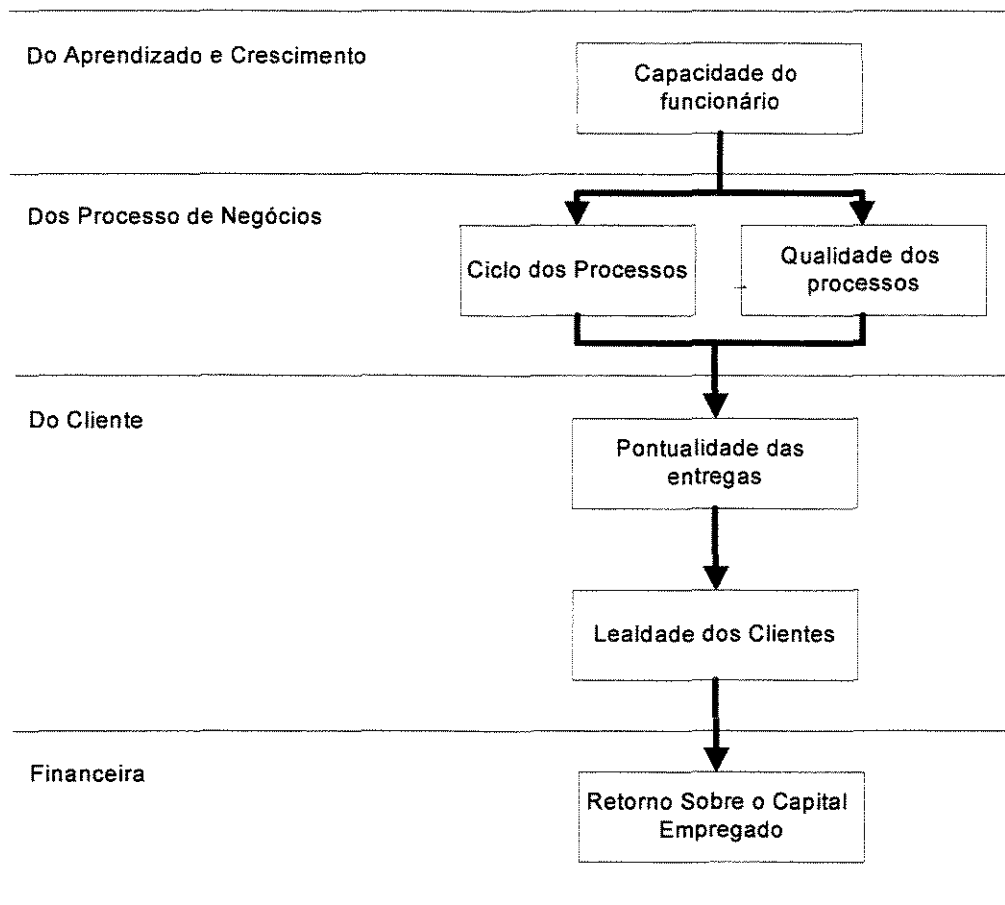 Do Aprendizado e Crescimento
Capacidade do
funcionário
Dos Processo de Negócios
Ciclo dos Processos
Qualidade dos
processos
Do Cliente
Pontualidade das
entregas
Lealdade dos Clientes
Financeira
Retorno Sobre o Capital
Empregado